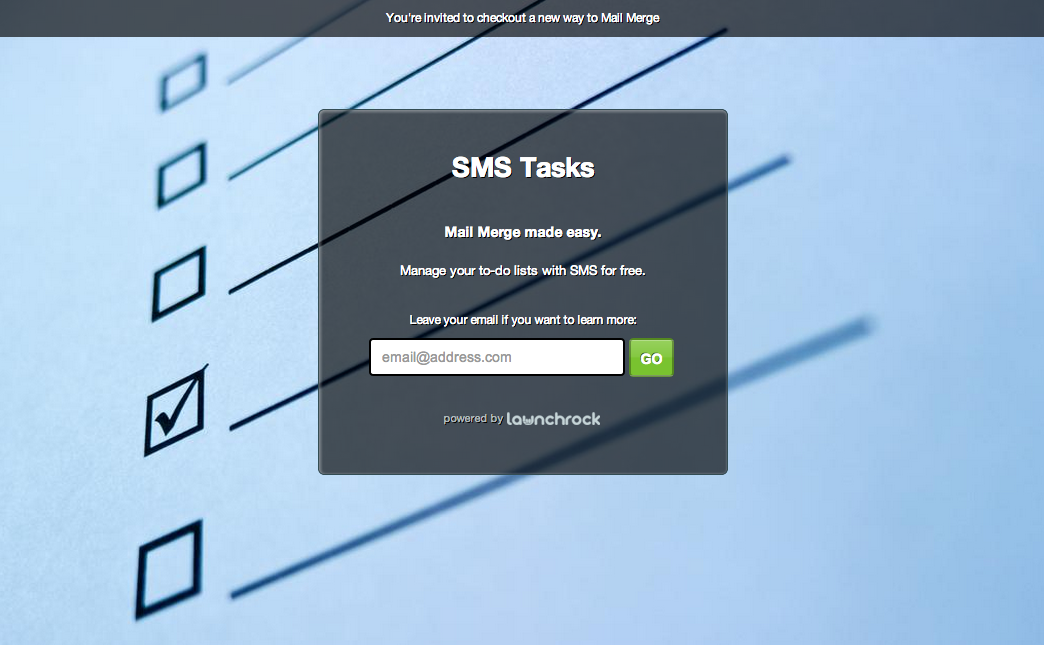 You're invited to checkout a new way to Mail Merge
SMS Tasks
Mail Merge made easy.
Manage your to-do lists with SMS for free.
Leave your email if you want to learn more:
email@address.com
GO
powered by launchrock